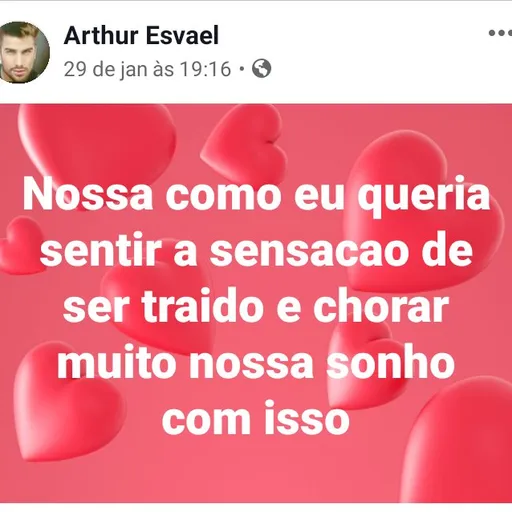 Arthur Esvael
29 de jan às 19:16 •
Nossa como eu queria
sentir a sensacao de
ser traido e chorar
muito nossa sonho
com isso